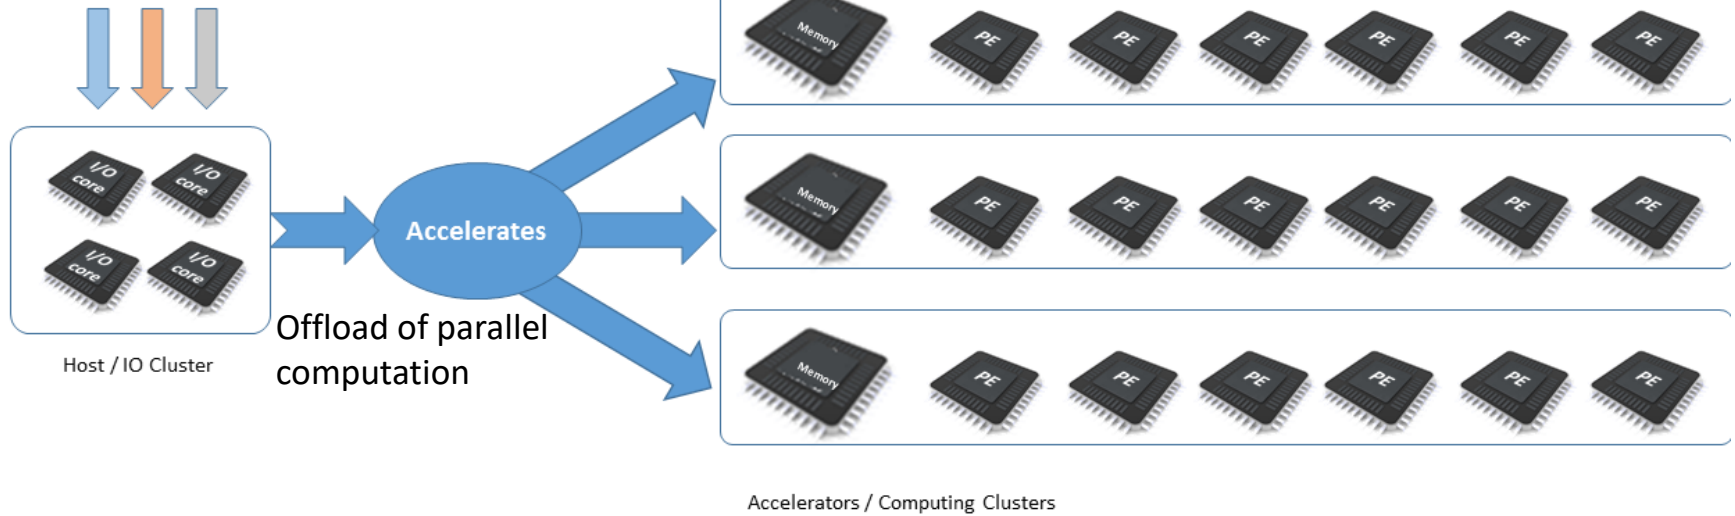 Memory PE PE PE PE PE PE
I/O
core
I/O
core
I/O
core
I/O
core
Accelerates
Memory PE PE PE PE PE PE
Offload of parallel
computation
Host / IO Cluster
Memory PE PE PE PE PE PE
Accelerators / Computing Clusters